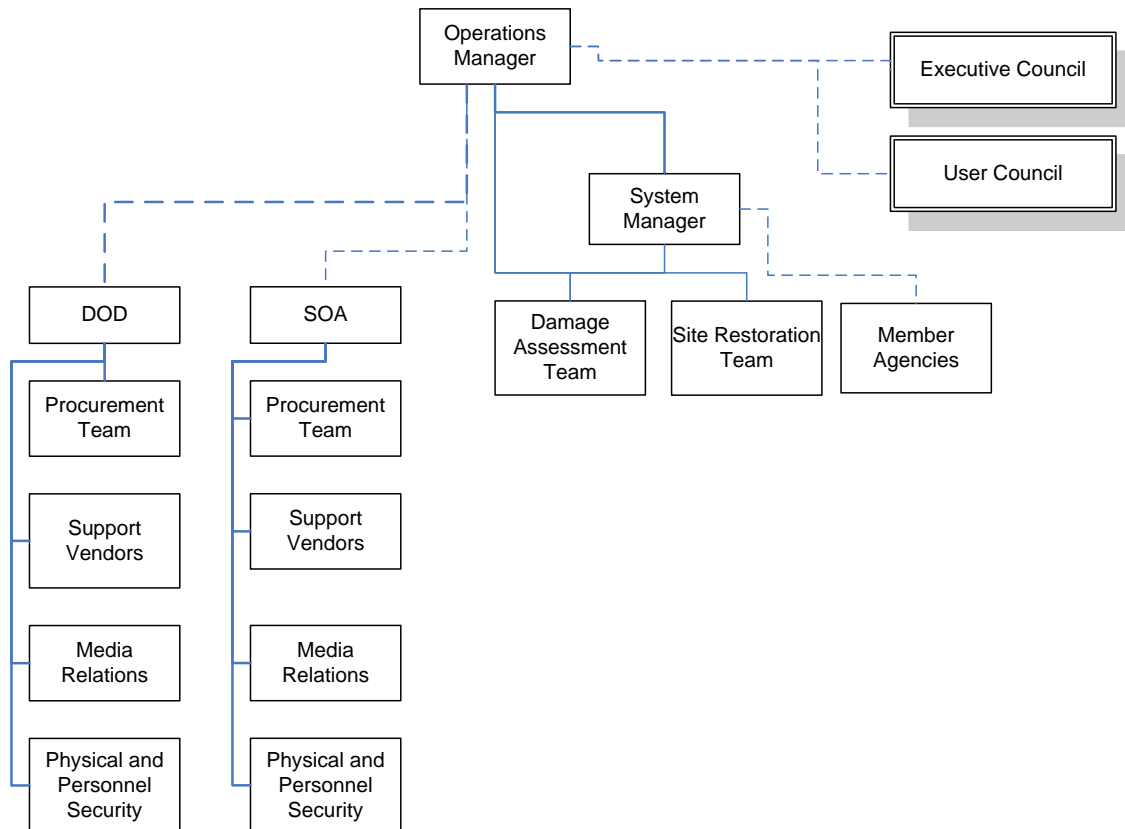 Operations
Manager
Executive Council
User Council
System
Manager
DOD
SOA
Damage
Assessment
Team
Site Restoration
Team
Member
Agencies
Procurement
Team
Procurement
Team
Support
Vendors
Support
Vendors
Media
Relations
Media
Relations
Physical and
Personnel
Security
Physical and
Personnel
Security